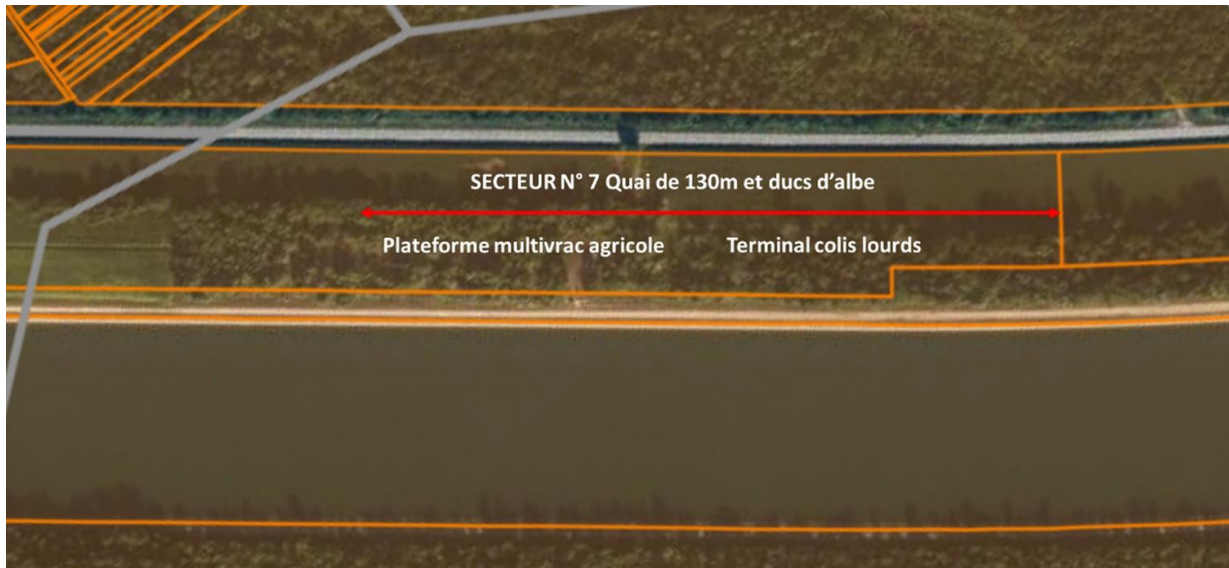 SECTEUR N° 7 Quai de 130m et ducs d’albe
Plateforme multivrac agricole Terminal colis lourds